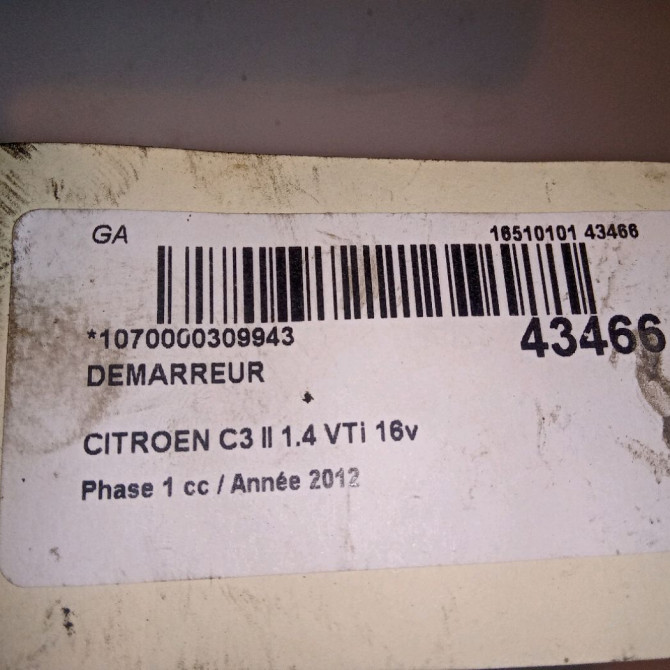 GA
16510101 43466
*1070000309943
43466
DEMARREUR
CITROEN C3 II 1.4 VTi 16v
Phase 1 cc / Année 2012